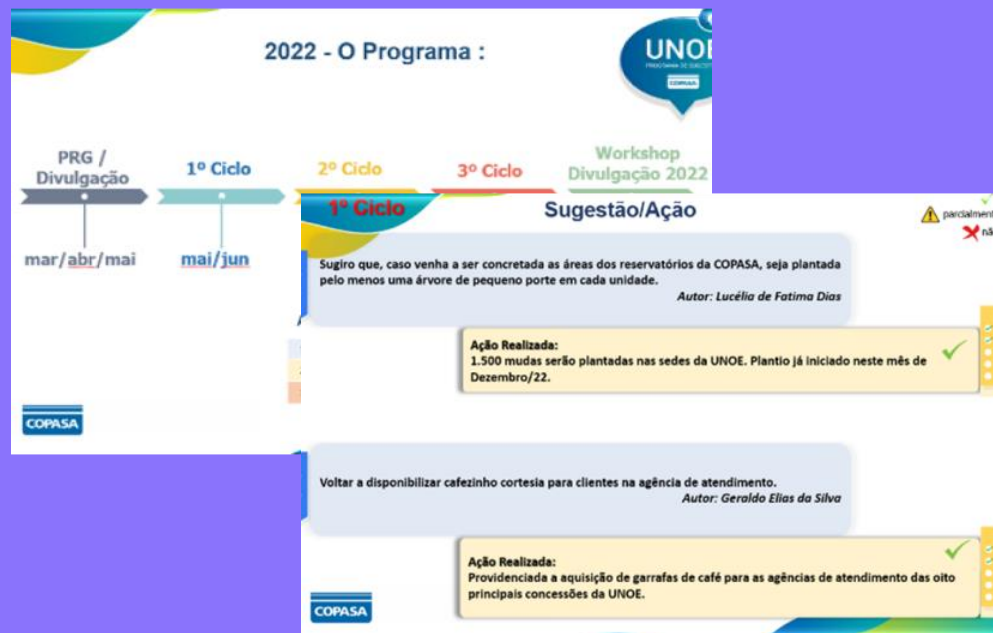 2022 - O Programa :
UNOE
COPASA
PRG /
Divulgação
1º Ciclo
2º Ciclo
3º Ciclo
Workshop
Divulgação 2022
mar/abr/mai
mai/jun
COPASA
1º Ciclo
Sugestão/Ação
parcialment
nã
Sugiro que, caso venha a ser concretada as áreas dos reservatórios da COPASA, seja plantada
pelo menos uma árvore de pequeno porte em cada unidade.
Autor: Lucélia de Fatima Dias
Ação Realizada:
1.500 mudas serão plantadas nas sedes da UNOE. Plantio já iniciado neste mês de
Dezembro/22.
Voltar a disponibilizar cafezinho cortesia para clientes na agência de atendimento.
Autor: Geraldo Elias da Silva
Ação Realizada:
Providenciada a aquisição de garrafas de café para as agências de atendimento das oito
principais concessões da UNOE.
COPASA